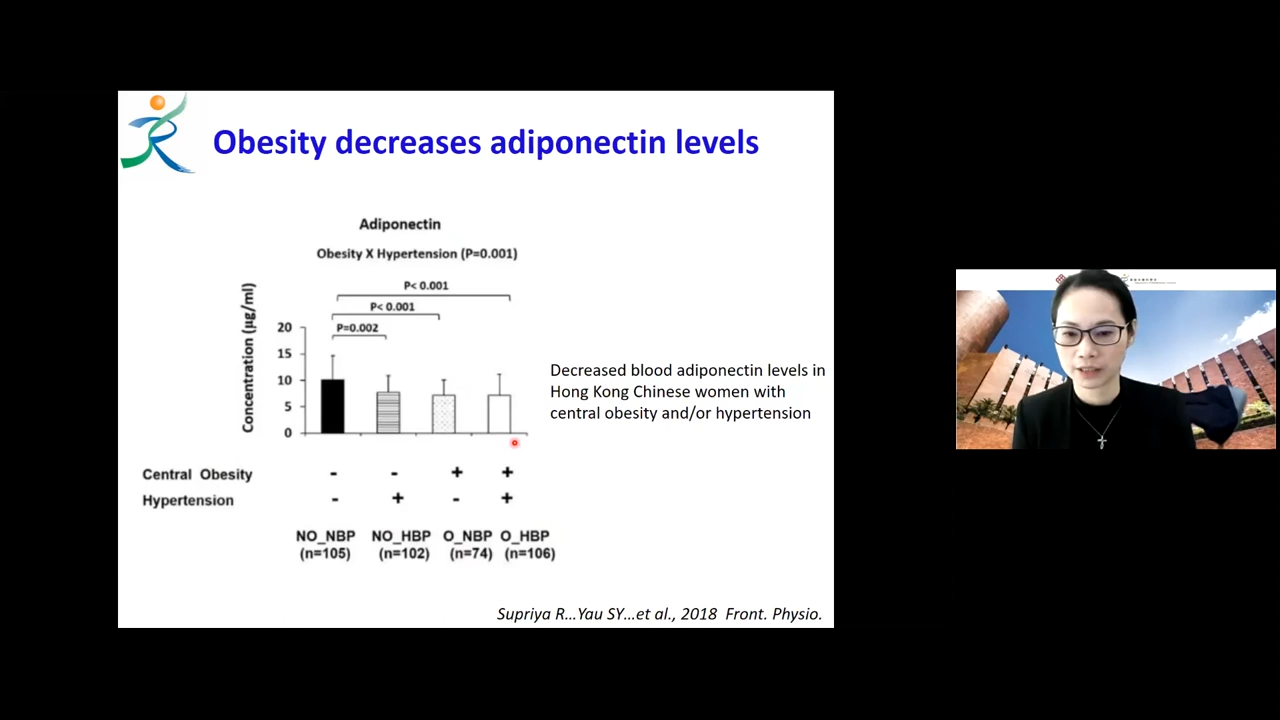 Obesity decreases adiponectin levels
Adiponectin
Obesity X Hypertension (P=0.001)
P< 0.001
P< 0.001
P=0.002
Concentration (µg/ml)
20
15
10
5
0
Decreased blood adiponectin levels in
Hong Kong Chinese women with
central obesity and/or hypertension
Central Obesity - - + +
Hypertension - + - +
NO_NBP NO_HBP O_NBP O_HBP
(n=105) (n=102) (n=74) (n=106)
Supriya R...Yau SY...et al., 2018 Front. Physio.